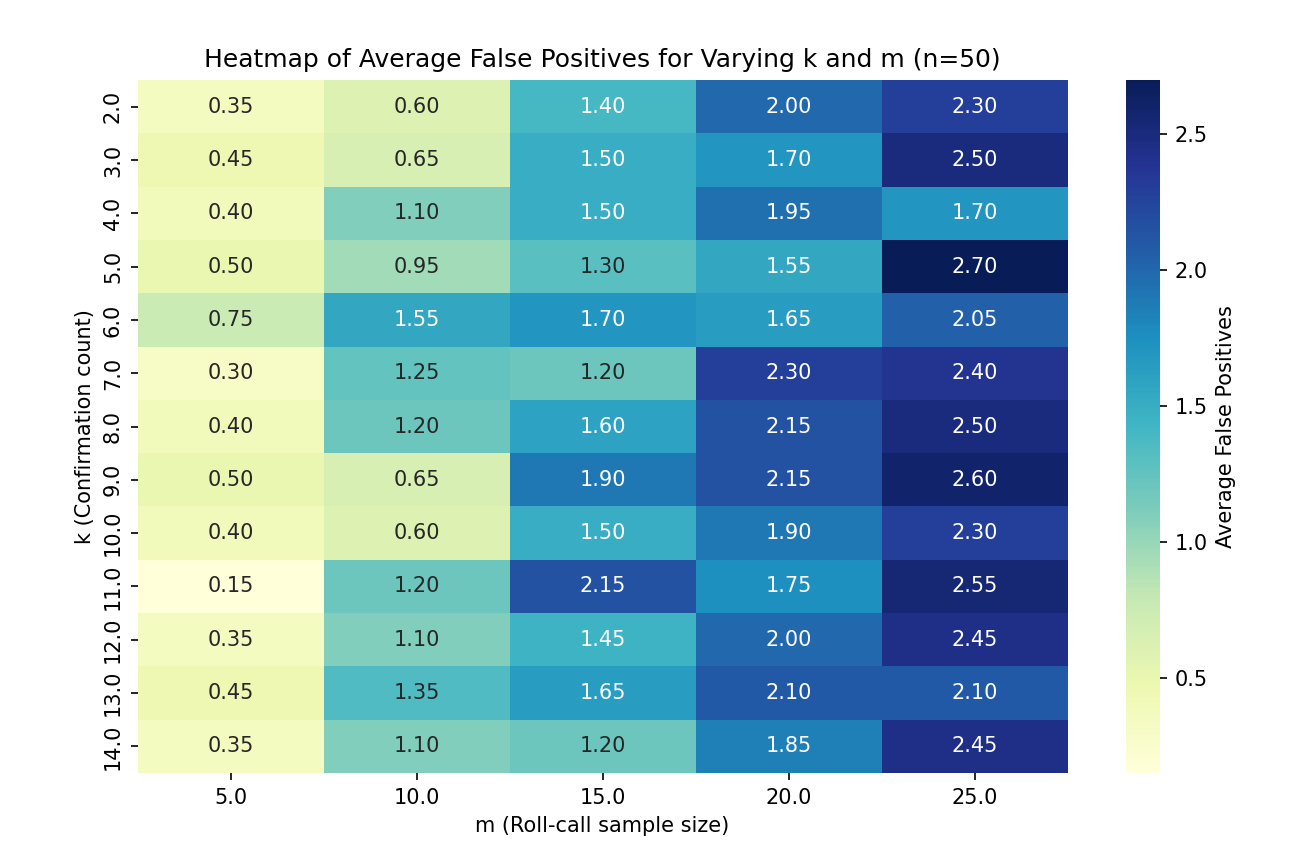 Heatmap of Average False Positives for Varying k and m (n=50)
k (Confirmation count)
2.0 0.35 0.60 1.40 2.00 2.30
3.0 0.45 0.65 1.50 1.70 2.50
4.0 0.40 1.10 1.50 1.95 1.70
5.0 0.50 0.95 1.30 1.55 2.70
6.0 0.75 1.55 1.70 1.65 2.05
7.0 0.30 1.25 1.20 2.30 2.40
8.0 0.40 1.20 1.60 2.15 2.50
9.0 0.50 0.65 1.90 2.15 2.60
10.0 0.40 0.60 1.50 1.90 2.30
11.0 0.15 1.20 2.15 1.75 2.55
12.0 0.35 1.10 1.45 2.00 2.45
13.0 0.45 1.35 1.65 2.10 2.10
14.0 0.35 1.10 1.20 1.85 2.45
5.0 10.0 15.0 20.0 25.0
m (Roll-call sample size)
2.5
2.0
1.5
1.0
0.5
Average False Positives